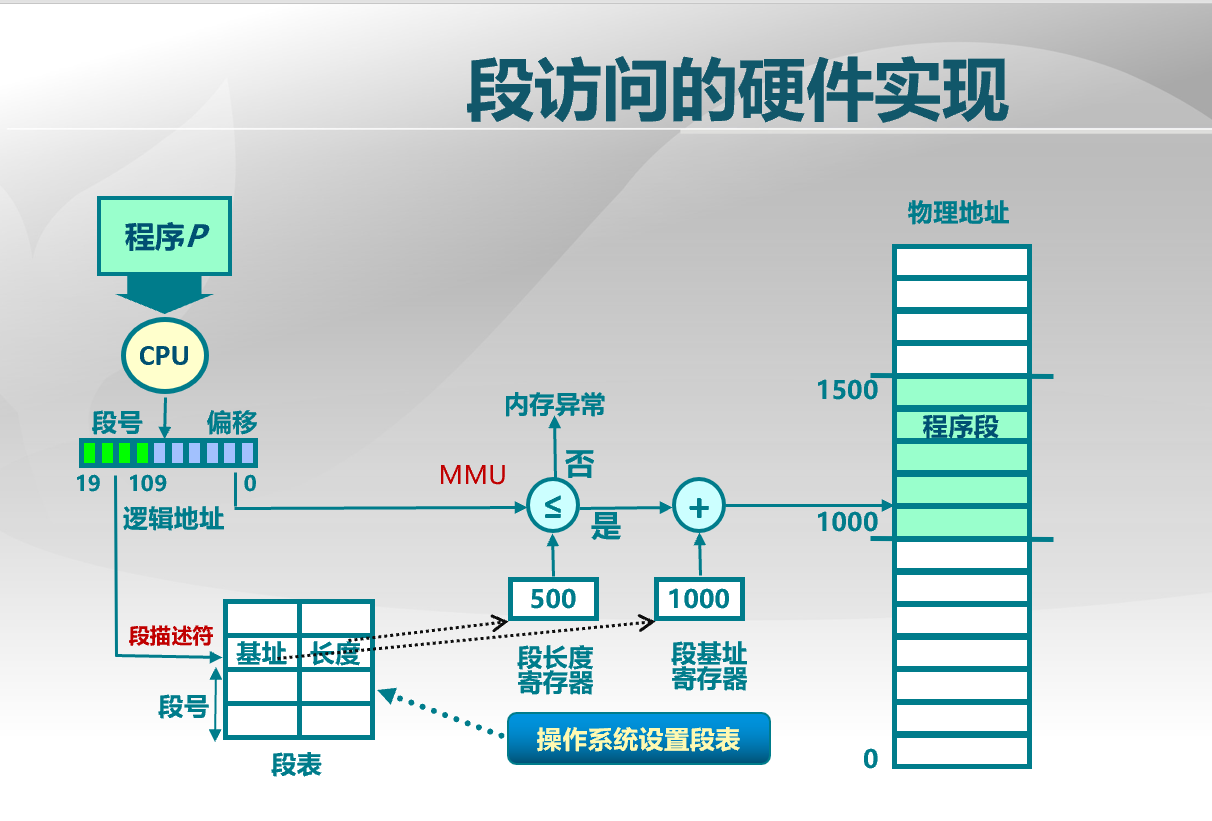 段访问的硬件实现
物理地址
程序P
CPU
段号
偏移
19
109
0
逻辑地址
内存异常
否
MMU
≤
是
+
1500
程序段
1000
500
1000
段描述符
基址
长度
段长度
寄存器
段基址
寄存器
段号
操作系统设置段表
段表
0